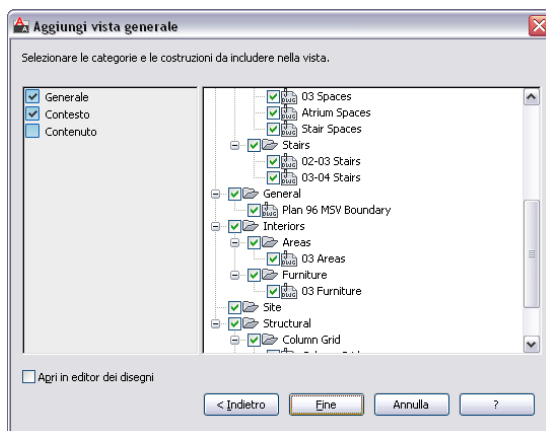 Aggiungi vista generale
Selezionare le categorie e le costruzioni da includere nella vista.
Generale
Contesto
Contenuto
03 Spaces
Atrium Spaces
Stair Spaces
Stairs
02-03 Stairs
03-04 Stairs
General
Plan 96 MSV Boundary
Interiors
Areas
03 Areas
Furniture
03 Furniture
Site
Structural
Column Grid
Apri in editor dei disegni
< Indietro
Fine
Annulla
?